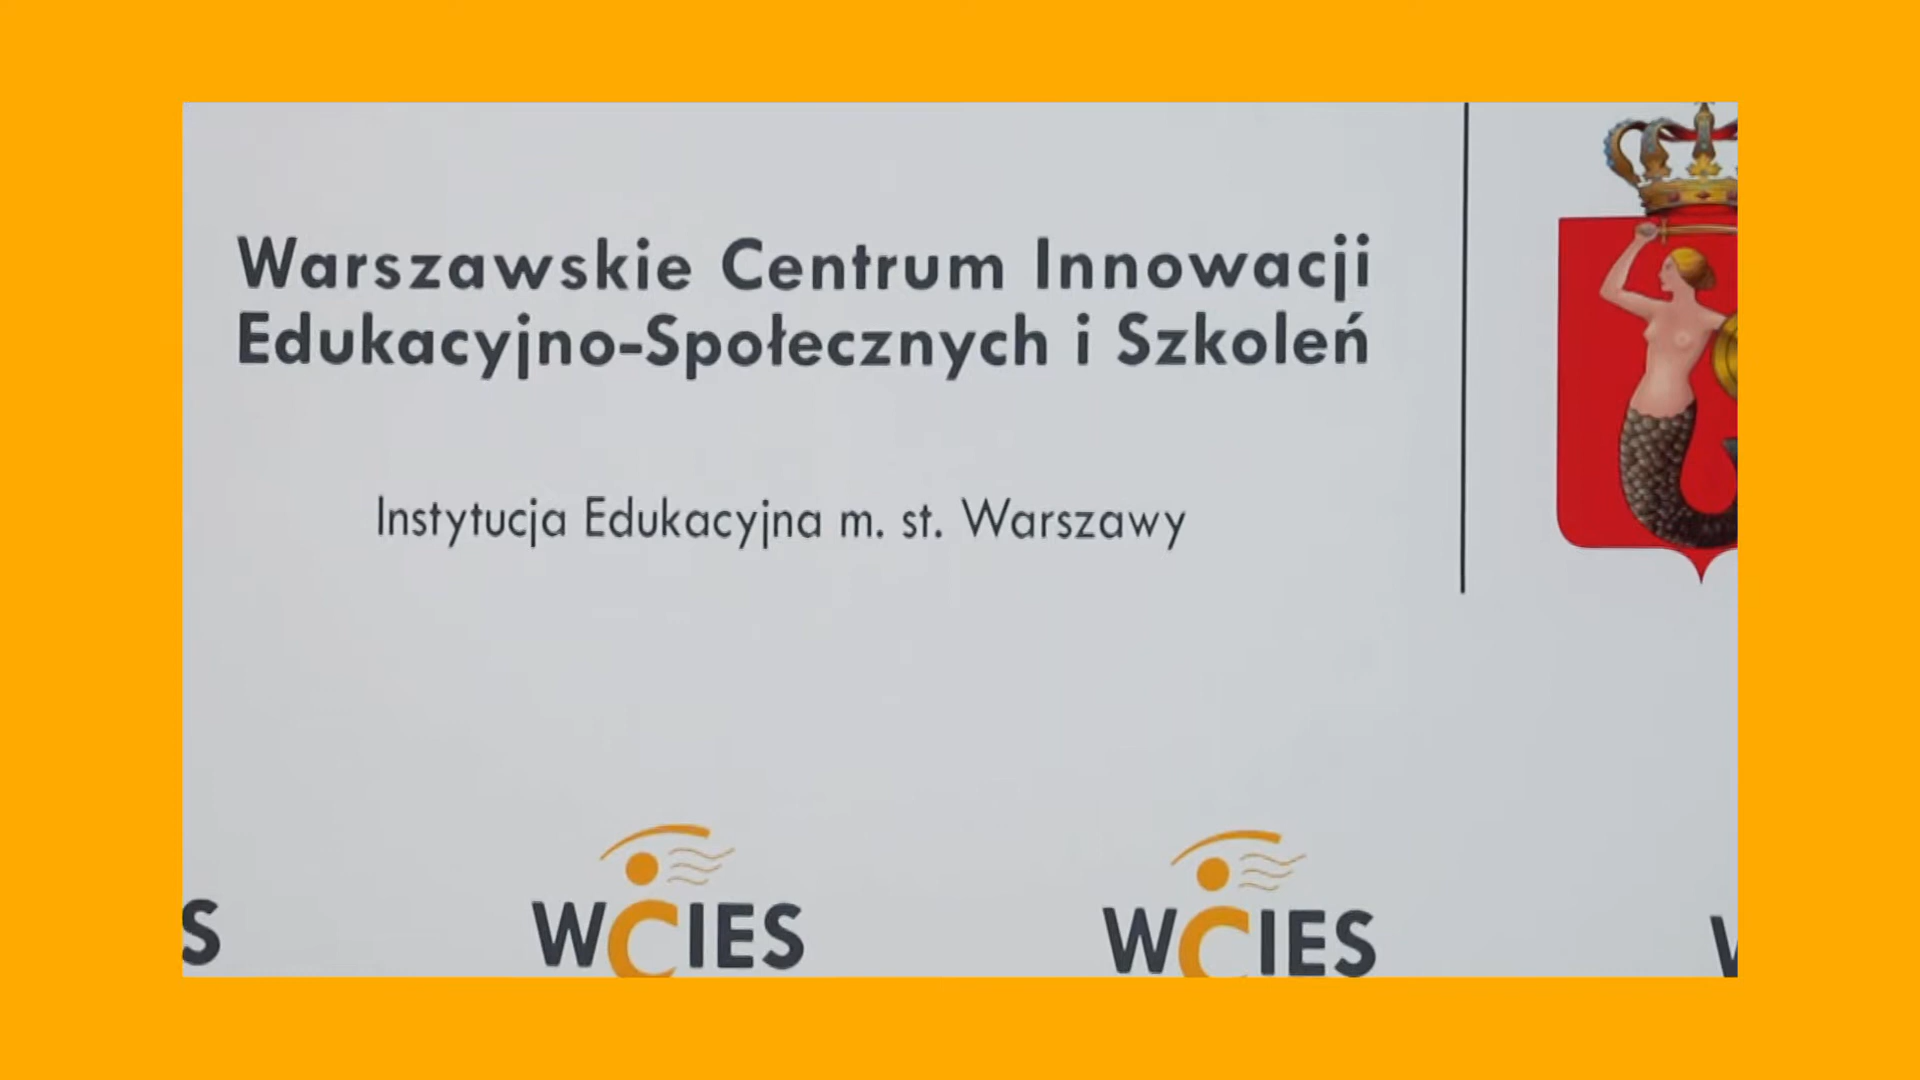 Warszawskie Centrum Innowacji
Edukacyjno-Społecznych i Szkoleń
Instytucja Edukacyjna m. st. Warszawy
WCIES WCIES